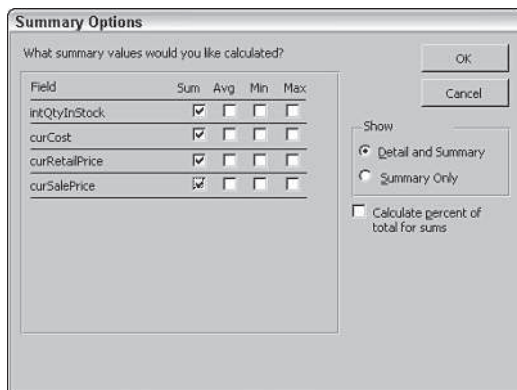 Summary Options
What summary values would you like calculated?
OK
Cancel
Field Sum Avg Min Max
intQtyInStock
curCost
curRetailPrice
curSalePrice
Show
Detail and Summary
Summary Only
Calculate percent of
total for sums